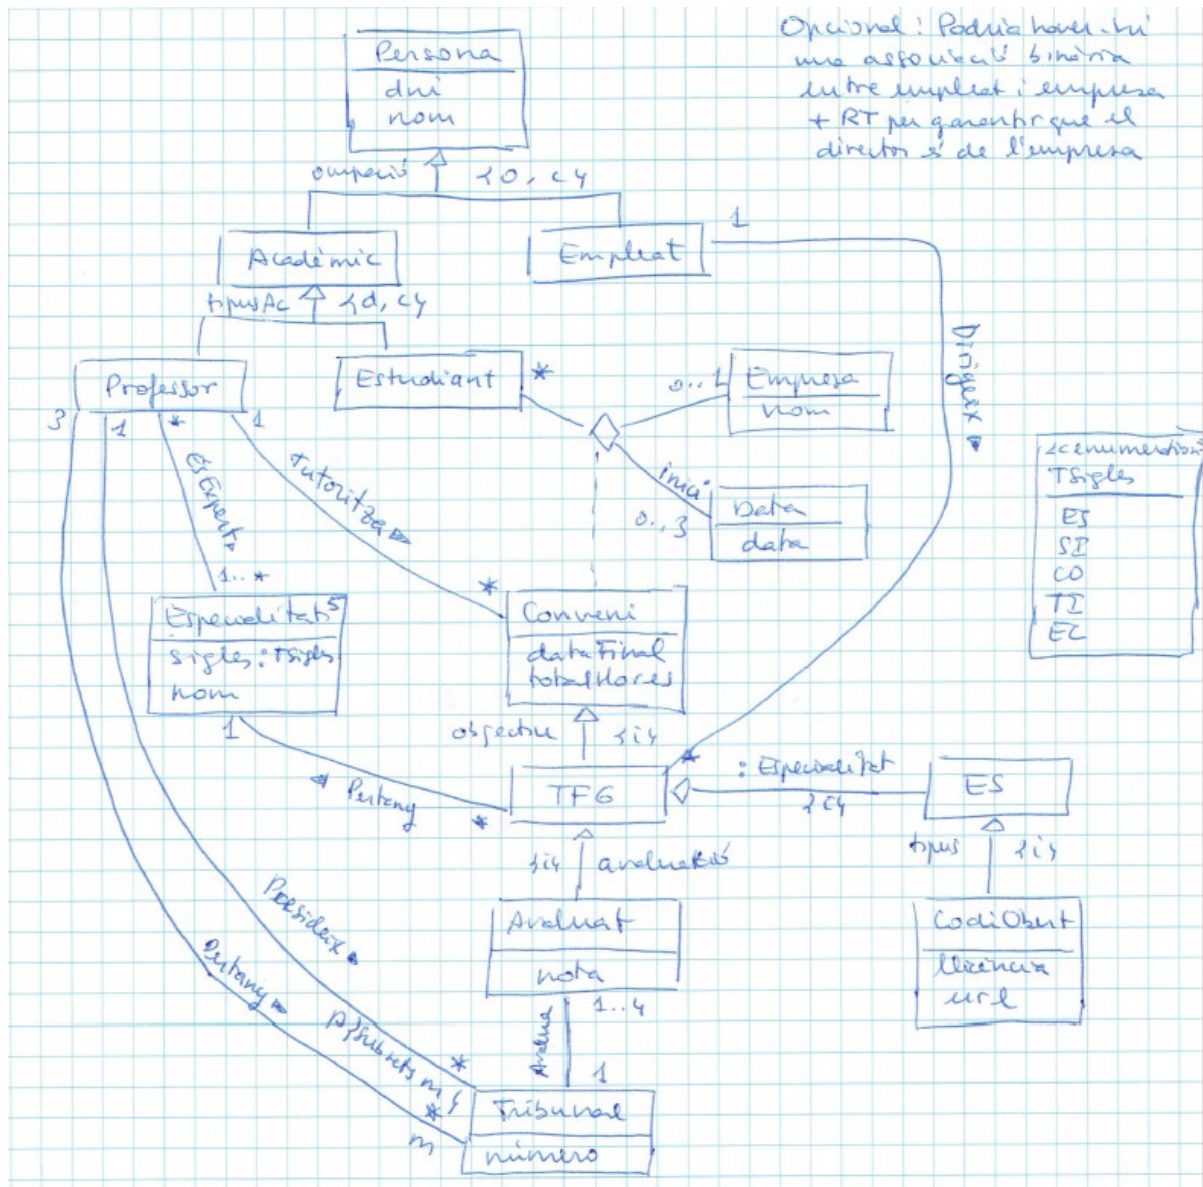 Opcional: Podria haver-hi
una associació binària
entre empleat i empresa
+ RT per garantir que el
director és de l'empresa
Persona
dni
nom
ocupació
{o, c}
Acadèmic
Empleat
1
tipusAc
{d, c}
Dirigeix
Professor
Estudiant
*
0..1
Empresa
nom
3
1
*
1
inici
0..3
Data
data
<<enumeration>>
TSigles
ES
SI
CO
TI
EC
ÉsExpert
Tutoritza
1..*
*
Especialitat 5
sigles: TSigles
nom
Conveni
dataFinal
totalHores
1
objectiu
{i}
*
Pertany
*
TFG
: Especialitat
{i}
ES
{i}
avaluació
tipus
{i}
Presideix
Pertany
Avaluat
nota
CodiObert
llicència
url
1..4
Avalua
subsets m}
*
1
*
m
Tribunal
número